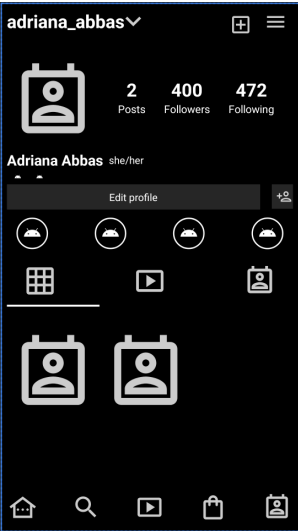 adriana_abbas
2 400 472
Posts Followers Following
Adriana Abbas she/her
Edit profile